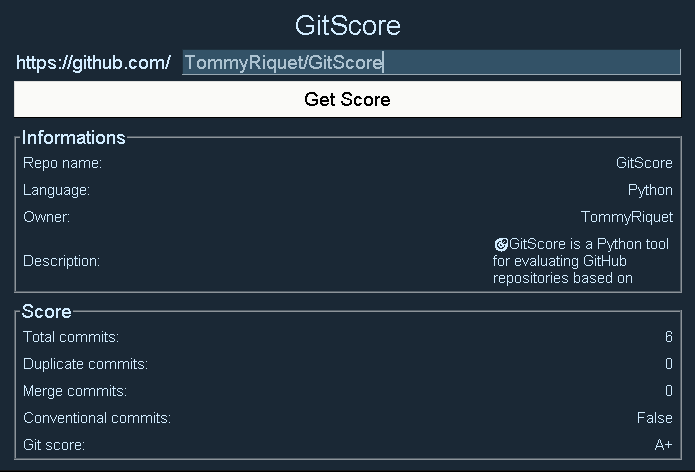 GitScore
https://github.com/ TommyRiquet/GitScore
Get Score
Informations
Repo name: GitScore
Language: Python
Owner: TommyRiquet
Description: 🎯GitScore is a Python tool
for evaluating GitHub
repositories based on
Score
Total commits: 6
Duplicate commits: 0
Merge commits: 0
Conventional commits: False
Git score: A+